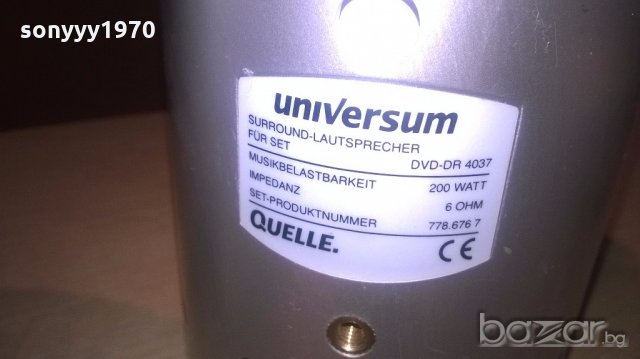 sonyyy1970
universum
SURROUND-LAUTSPRECHER
FÜR SET DVD-DR 4037
MUSIKBELASTBARKEIT 200 WATT
IMPEDANZ 6 OHM
SET-PRODUKTNUMMER 778.676 7
QUELLE. CE
bazar.bg